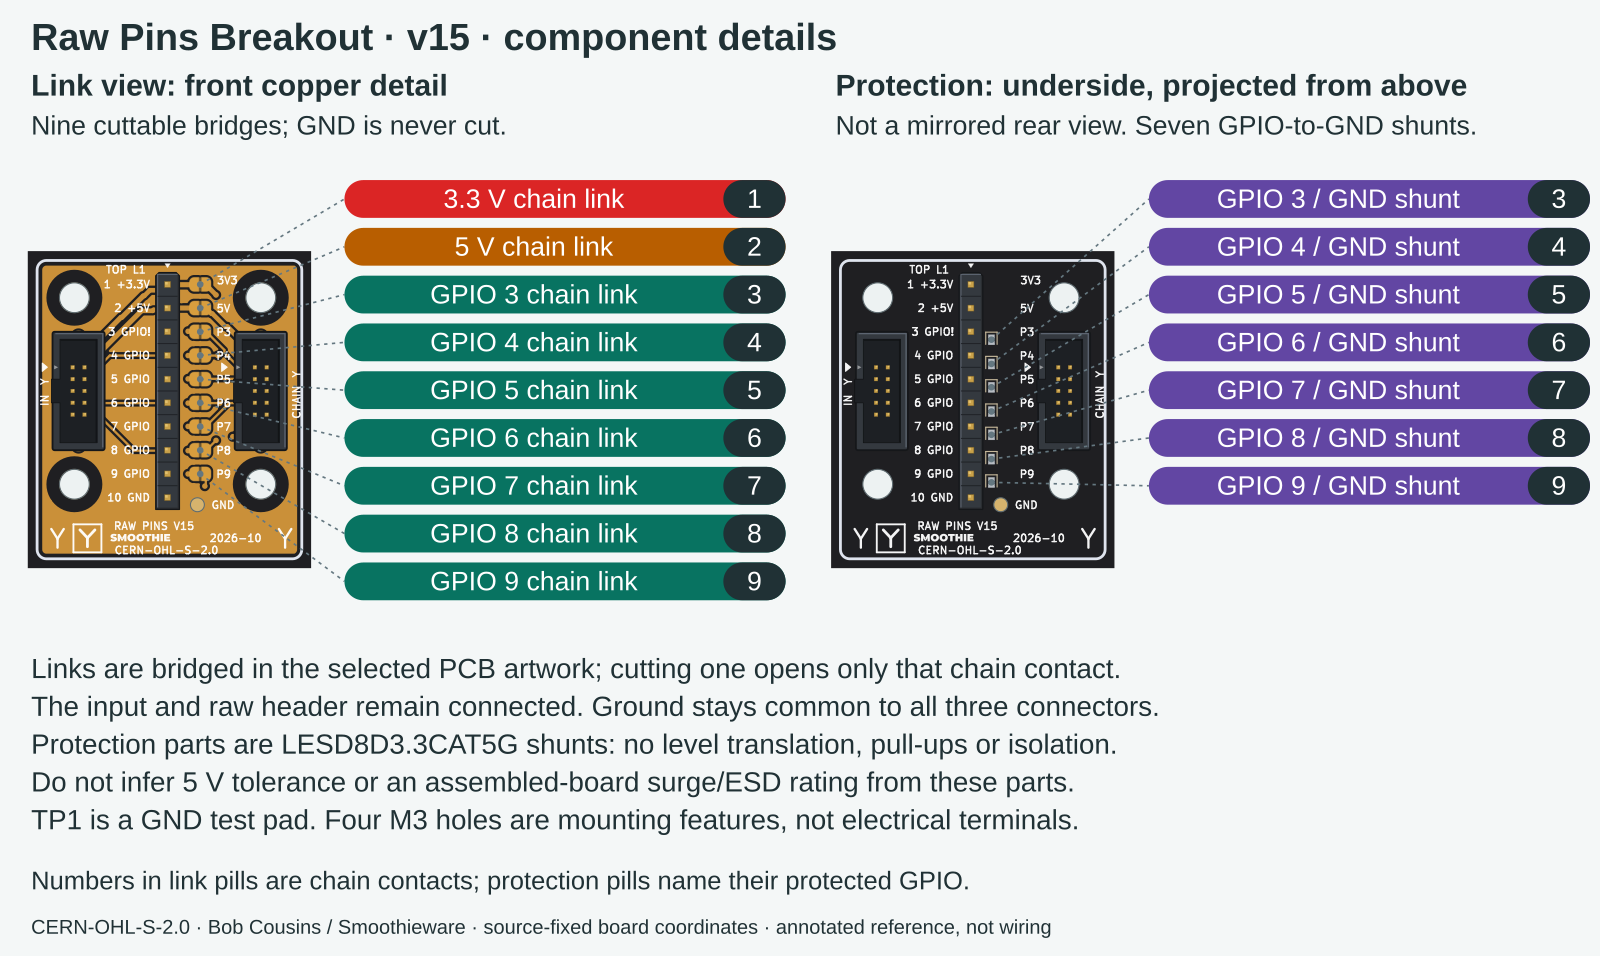 Raw Pins Breakout · v15 · component details
Link view: front copper detail
Nine cuttable bridges; GND is never cut.
Protection: underside, projected from above
Not a mirrored rear view. Seven GPIO-to-GND shunts.
3.3 V chain link 1
5 V chain link 2
GPIO 3 chain link 3
GPIO 4 chain link 4
GPIO 5 chain link 5
GPIO 6 chain link 6
GPIO 7 chain link 7
GPIO 8 chain link 8
GPIO 9 chain link 9
TOP L1
1 +3.3V 3V3
2 +5V 5V
3 GPIO! P3
4 GPIO P4
5 GPIO P5
6 GPIO P6
7 GPIO P7
8 GPIO P8
9 GPIO P9
10 GND GND
IN Y
CHAIN Y
RAW PINS V15
Y Y SMOOTHIE 2026-10 Y
CERN-OHL-S-2.0
GPIO 3 / GND shunt 3
GPIO 4 / GND shunt 4
GPIO 5 / GND shunt 5
GPIO 6 / GND shunt 6
GPIO 7 / GND shunt 7
GPIO 8 / GND shunt 8
GPIO 9 / GND shunt 9
TOP L1
1 +3.3V 3V3
2 +5V 5V
3 GPIO! P3
4 GPIO P4
5 GPIO P5
6 GPIO P6
7 GPIO P7
8 GPIO P8
9 GPIO P9
10 GND GND
IN Y
CHAIN Y
RAW PINS V15
Y Y SMOOTHIE 2026-10 Y
CERN-OHL-S-2.0
Links are bridged in the selected PCB artwork; cutting one opens only that chain contact.
The input and raw header remain connected. Ground stays common to all three connectors.
Protection parts are LESD8D3.3CAT5G shunts: no level translation, pull-ups or isolation.
Do not infer 5 V tolerance or an assembled-board surge/ESD rating from these parts.
TP1 is a GND test pad. Four M3 holes are mounting features, not electrical terminals.
Numbers in link pills are chain contacts; protection pills name their protected GPIO.
CERN-OHL-S-2.0 · Bob Cousins / Smoothieware · source-fixed board coordinates · annotated reference, not wiring